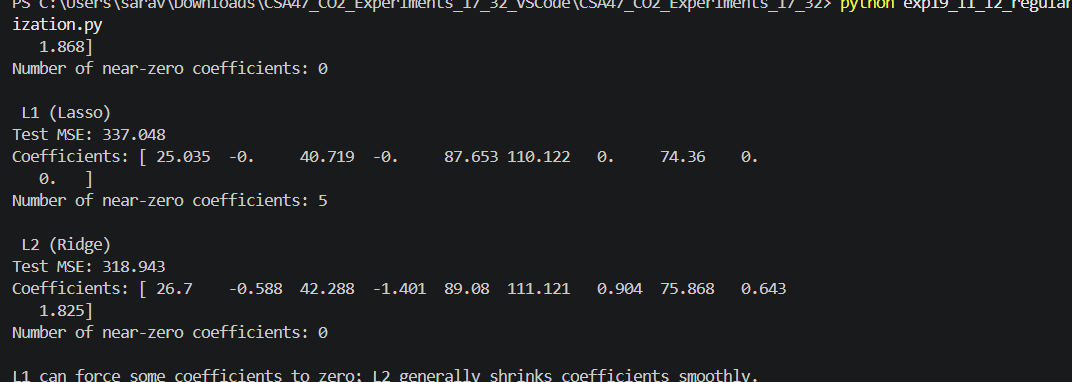 PS C:\Users\sarav\Downloads\CSA47_CO2_Experiments_17_32_VSCode\CSA47_CO2_Experiments_17_32> python exp19_l1_l2_regular
ization.py
1.868]
Number of near-zero coefficients: 0
L1 (Lasso)
Test MSE: 337.048
Coefficients: [ 25.035 -0. 40.719 -0. 87.653 110.122 0. 74.36 0.
0. ]
Number of near-zero coefficients: 5
L2 (Ridge)
Test MSE: 318.943
Coefficients: [ 26.7 -0.588 42.288 -1.401 89.08 111.121 0.904 75.868 0.643
1.825]
Number of near-zero coefficients: 0
L1 can force some coefficients to zero; L2 generally shrinks coefficients smoothly.